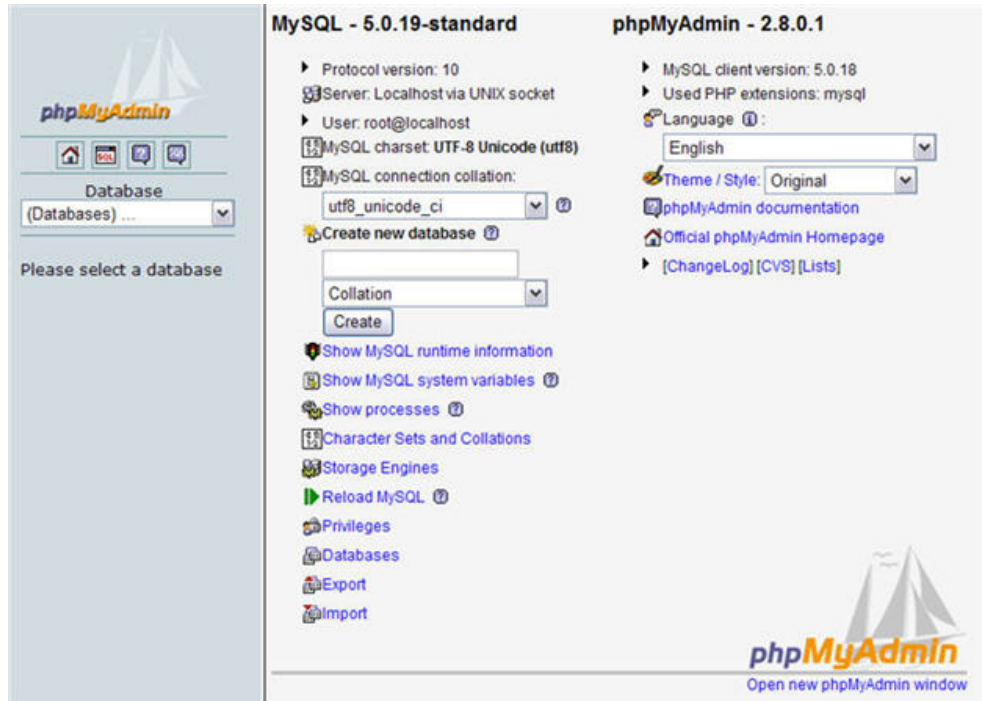 phpMyAdmin
SQL
Database
(Databases) ...
Please select a database
MySQL - 5.0.19-standard
Protocol version: 10
Server: Localhost via UNIX socket
User: root@localhost
MySQL charset: UTF-8 Unicode (utf8)
MySQL connection collation:
utf8_unicode_ci
Create new database
Collation
Create
Show MySQL runtime information
Show MySQL system variables
Show processes
Character Sets and Collations
Storage Engines
Reload MySQL
Privileges
Databases
Export
Import
phpMyAdmin - 2.8.0.1
MySQL client version: 5.0.18
Used PHP extensions: mysql
Language :
English
Theme / Style: Original
phpMyAdmin documentation
Official phpMyAdmin Homepage
[ChangeLog] [CVS] [Lists]
phpMyAdmin
Open new phpMyAdmin window